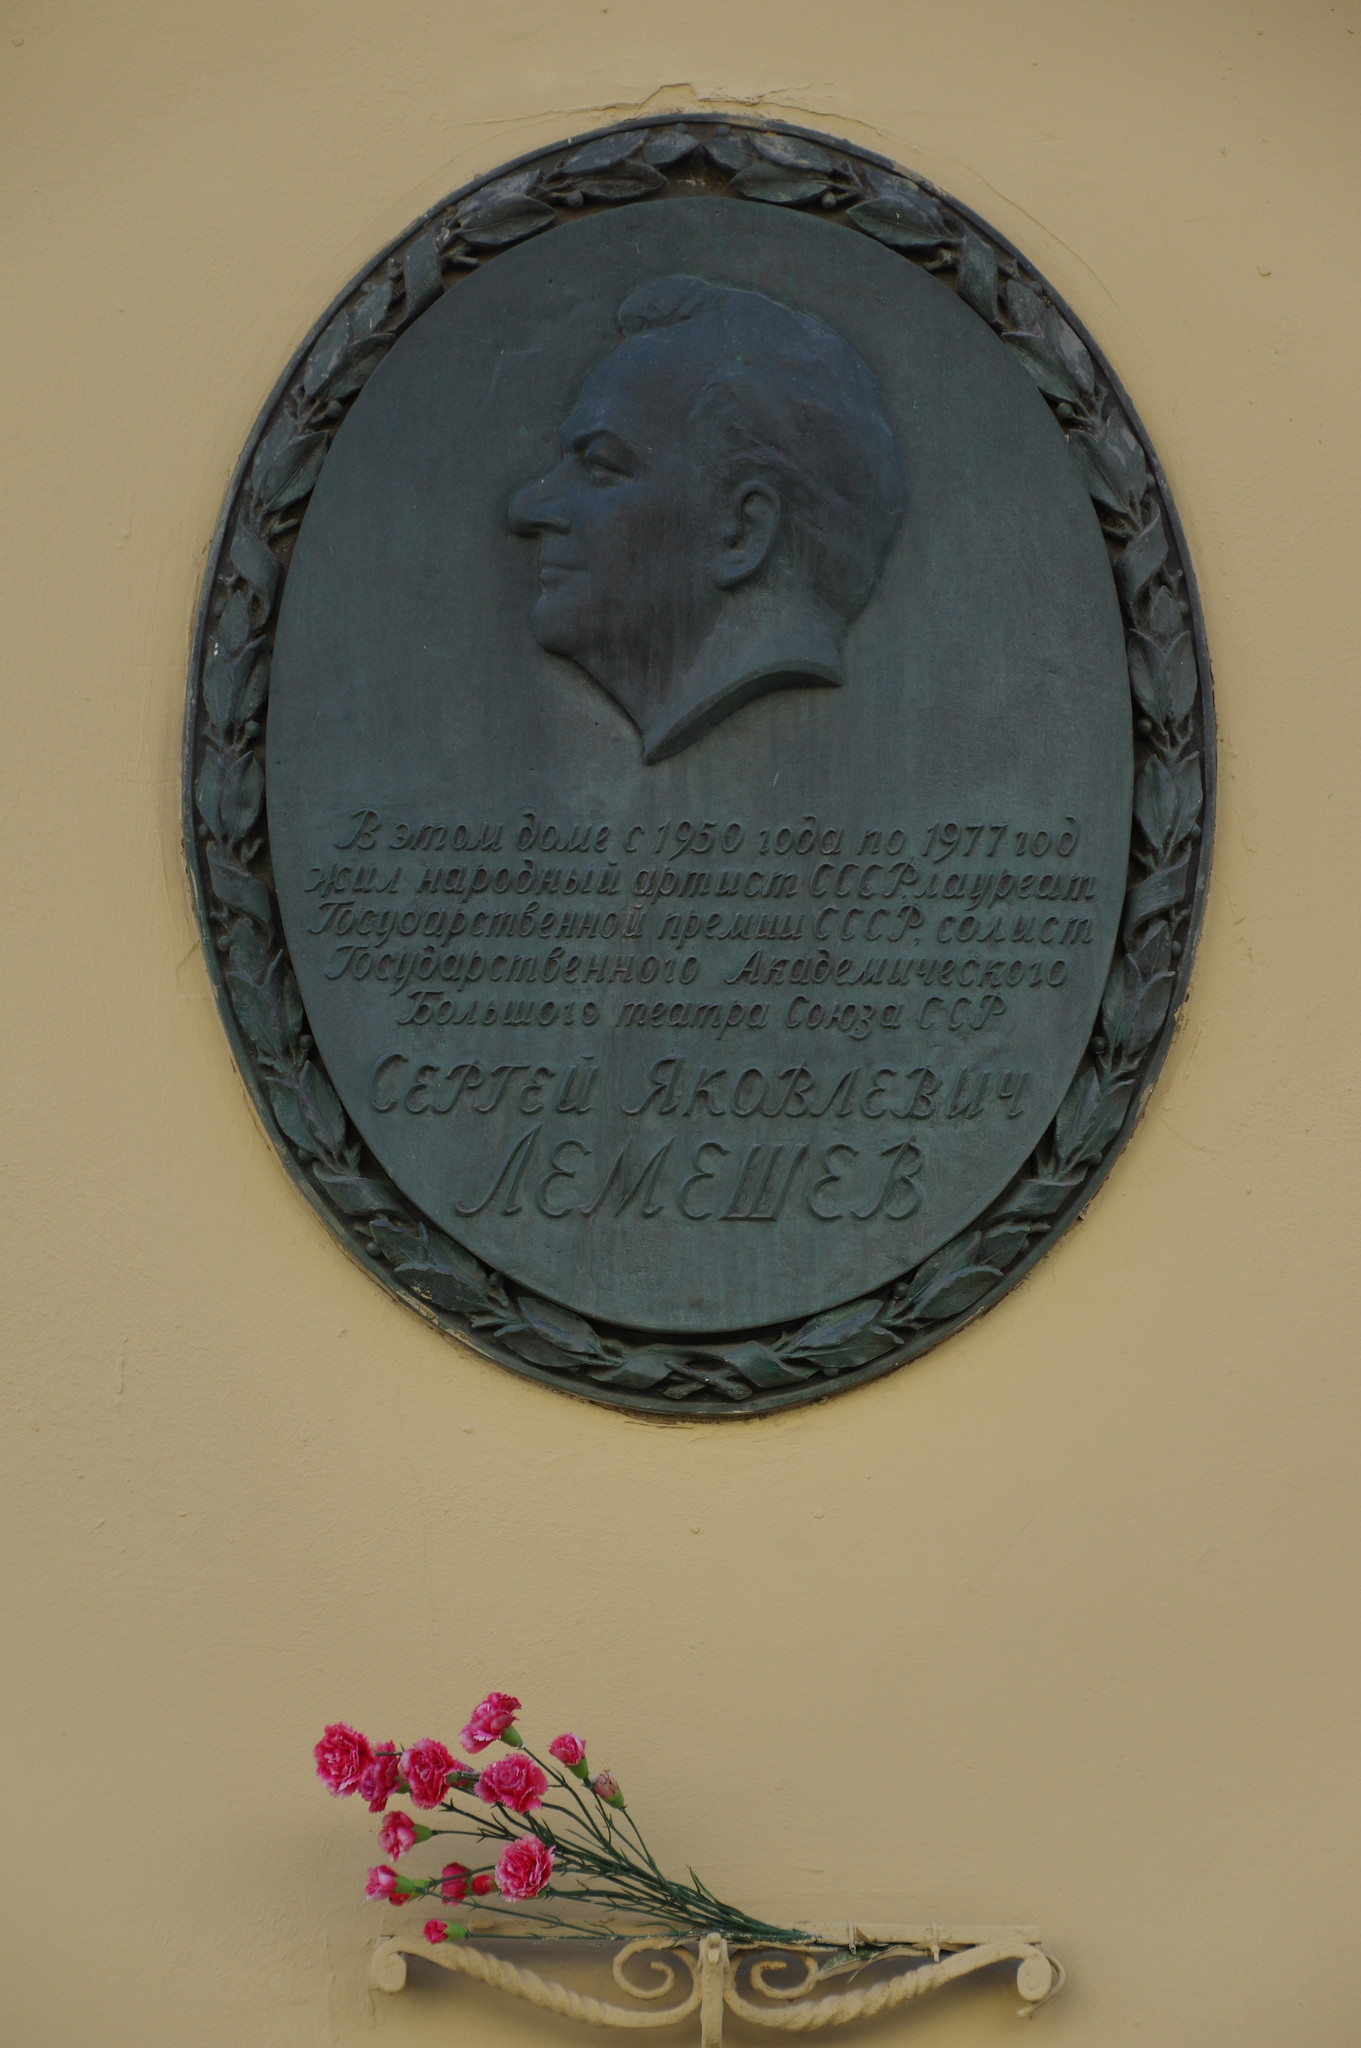 В этом доме с 1950 года по 1977 год
жил народный артист СССР, лауреат
Государственной премии СССР, солист
Государственного Академического
Большого театра Союза ССР
СЕРГЕЙ ЯКОВЛЕВИЧ
ЛЕМЕШЕВ